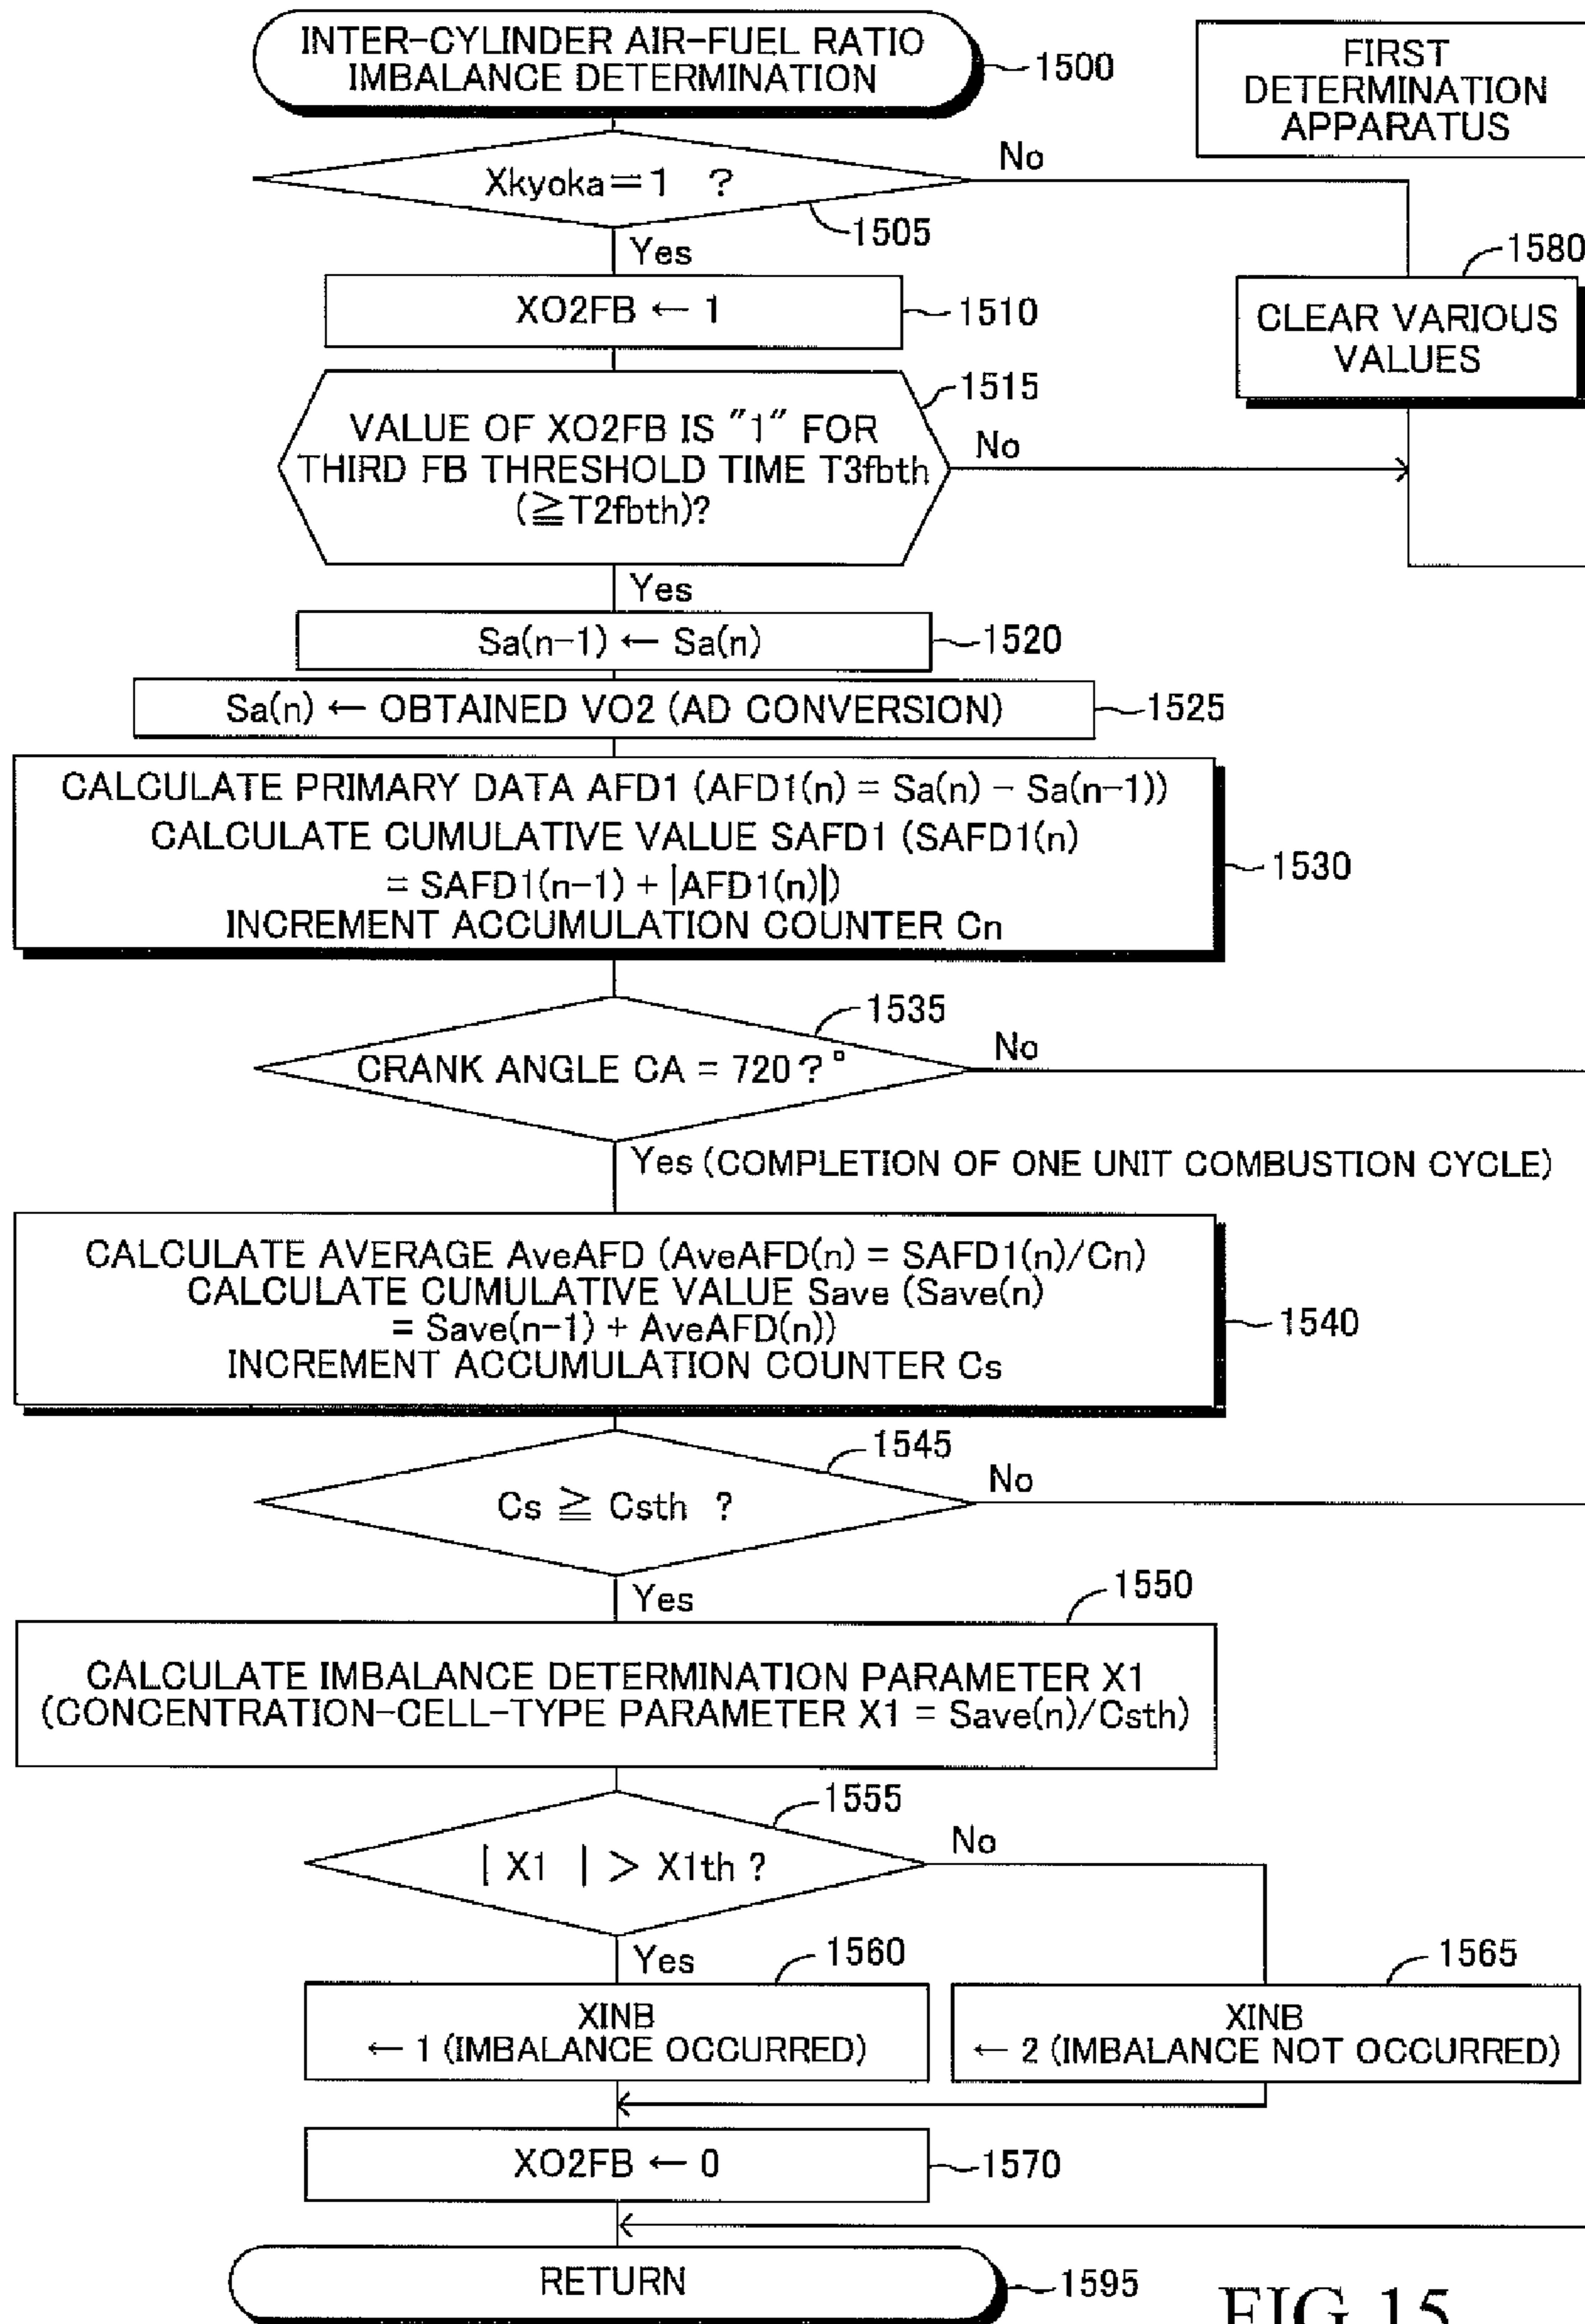 INTER-CYLINDER AIR-FUEL RATIO
IMBALANCE DETERMINATION
1500
FIRST
DETERMINATION
APPARATUS
Xkyoka=1 ?
No
1505
Yes
1580
CLEAR VARIOUS
VALUES
XO2FB ← 1
1510
1515
VALUE OF XO2FB IS "1" FOR
THIRD FB THRESHOLD TIME T3fbth
(≧T2fbth)?
No
Yes
Sa(n-1) ← Sa(n)
1520
Sa(n) ← OBTAINED VO2 (AD CONVERSION)
1525
CALCULATE PRIMARY DATA AFD1 (AFD1(n) = Sa(n) - Sa(n-1))
CALCULATE CUMULATIVE VALUE SAFD1 (SAFD1(n)
= SAFD1(n-1) + |AFD1(n)|)
INCREMENT ACCUMULATION COUNTER Cn
1530
1535
CRANK ANGLE CA = 720?°
No
Yes (COMPLETION OF ONE UNIT COMBUSTION CYCLE)
CALCULATE AVERAGE AveAFD (AveAFD(n) = SAFD1(n)/Cn)
CALCULATE CUMULATIVE VALUE Save (Save(n)
= Save(n-1) + AveAFD(n))
INCREMENT ACCUMULATION COUNTER Cs
1540
1545
Cs ≧ Csth ?
No
Yes
1550
CALCULATE IMBALANCE DETERMINATION PARAMETER X1
(CONCENTRATION-CELL-TYPE PARAMETER X1 = Save(n)/Csth)
1555
| X1 | > X1th ?
No
Yes
1560
XINB
← 1 (IMBALANCE OCCURRED)
1565
XINB
← 2 (IMBALANCE NOT OCCURRED)
XO2FB ← 0
1570
RETURN
1595
FIG.15